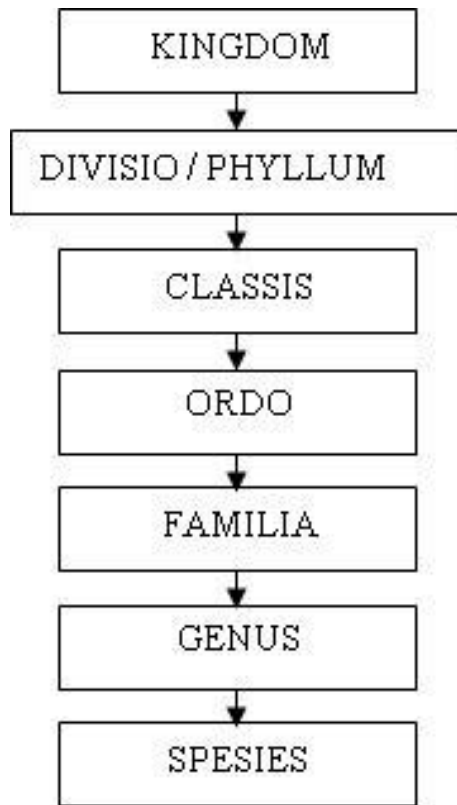 KINGDOM
DIVISIO / PHYLLUM
CLASSIS
ORDO
FAMILIA
GENUS
SPESIES